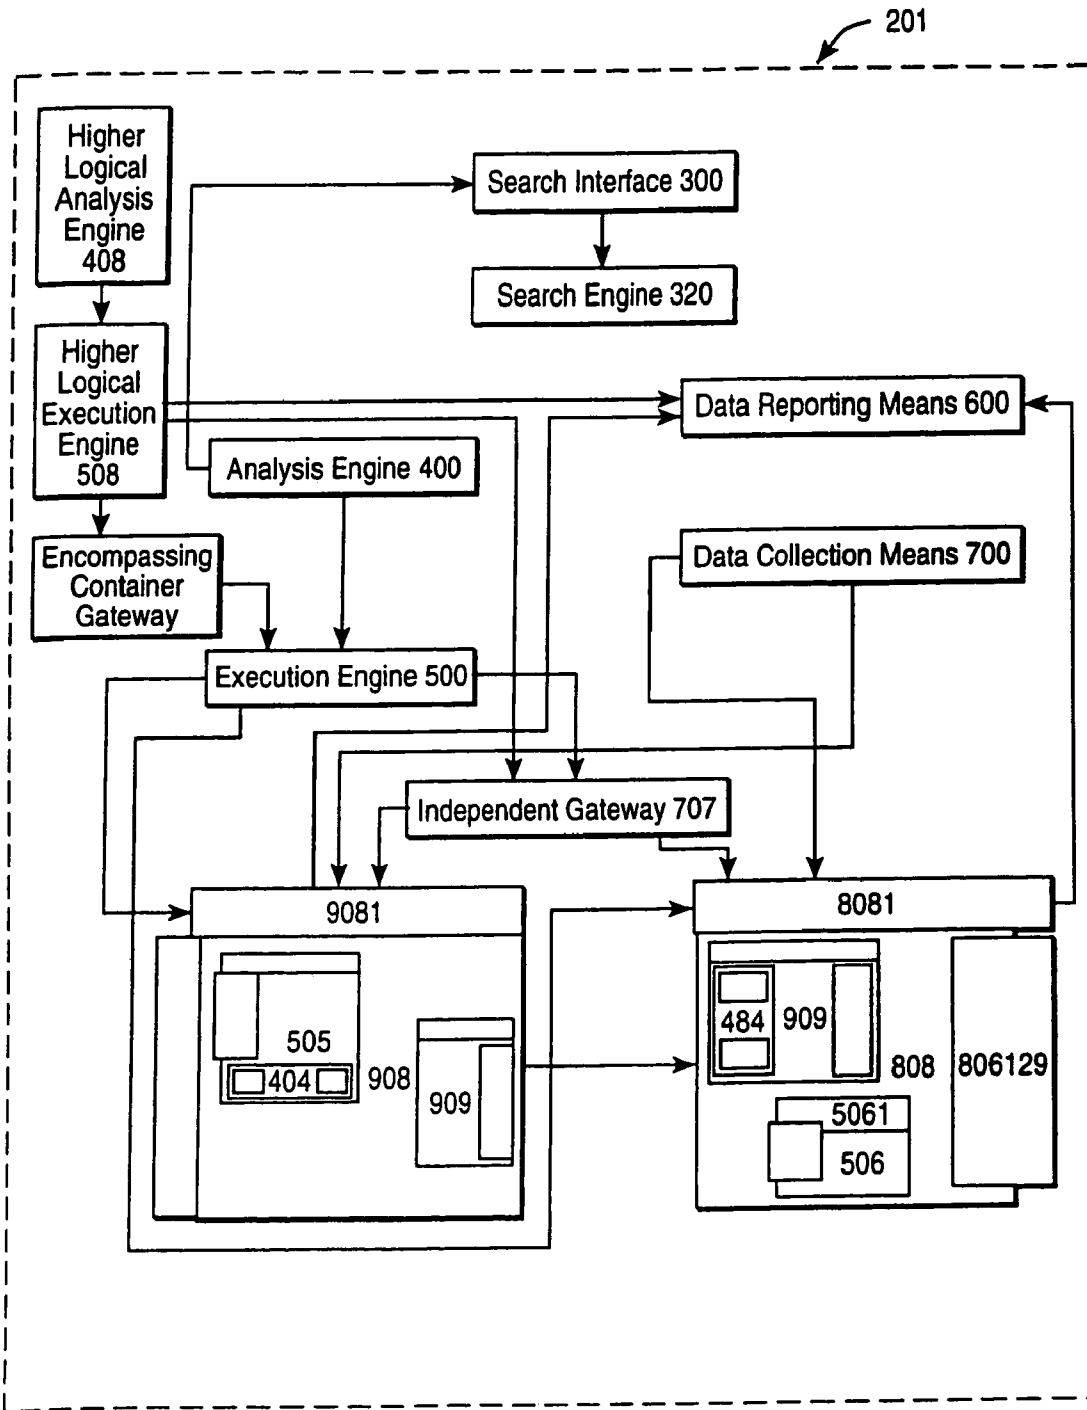 201
Higher
Logical
Analysis
Engine
408
Search Interface 300
Search Engine 320
Higher
Logical
Execution
Engine
508
Data Reporting Means 600
Analysis Engine 400
Encompassing
Container
Gateway
Data Collection Means 700
Execution Engine 500
Independent Gateway 707
9081
8081
505
404
908
909
484
909
808
806129
5061
506